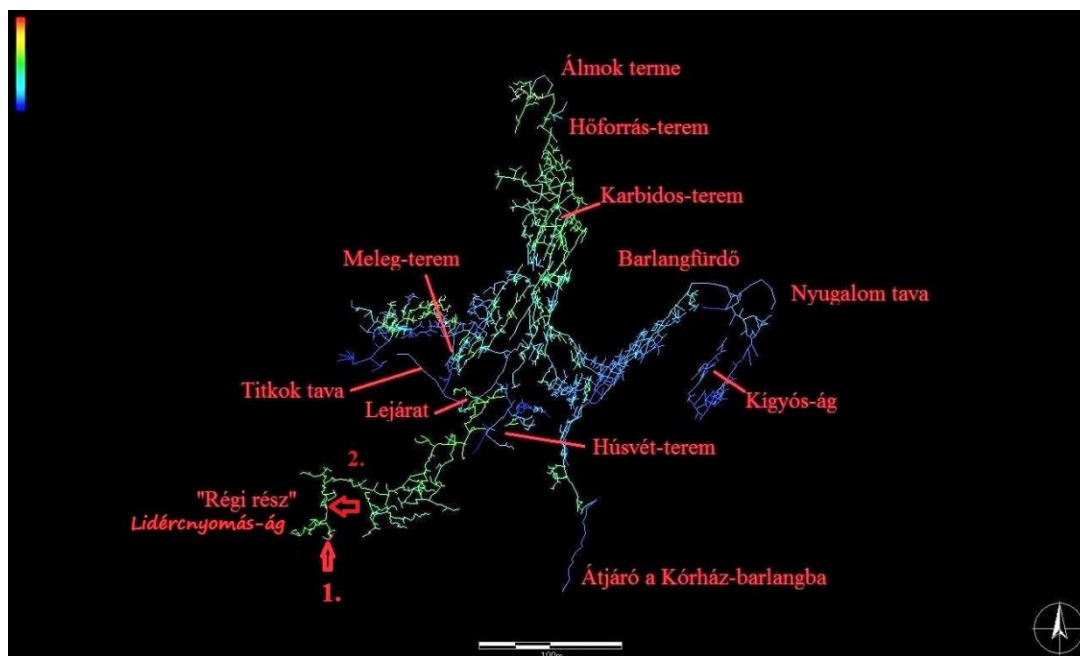 Álmok terme
Hőforrás-terem
Karbidos-terem
Meleg-terem
Barlangfürdő
Nyugalom tava
Titkok tava
Lejárat
Kígyós-ág
Húsvét-terem
2.
"Régi rész"
Lidércnyomás-ág
Átjáró a Kórház-barlangba
1.
100m